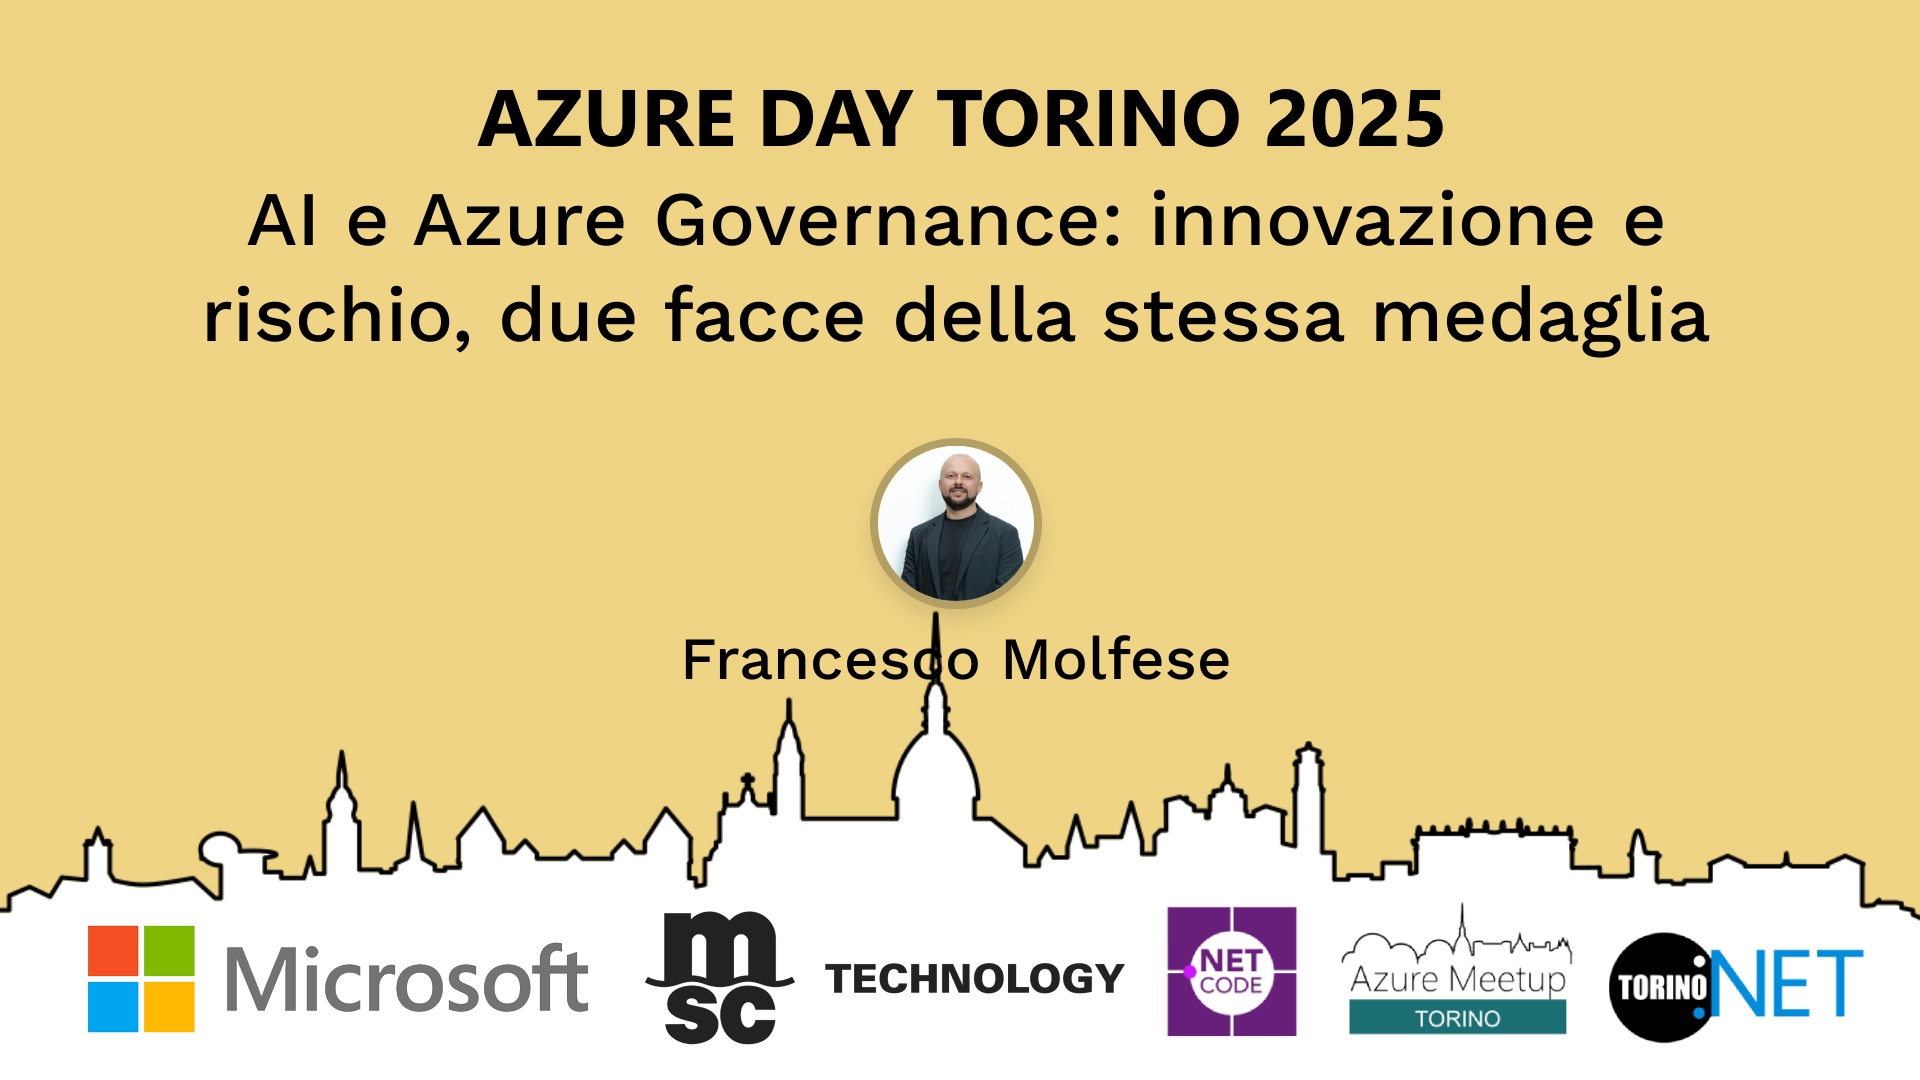 AZURE DAY TORINO 2025
AI e Azure Governance: innovazione e
rischio, due facce della stessa medaglia
Francesco Molfese
Microsoft
msc TECHNOLOGY
NET CODE
Azure Meetup
TORINO
TORINO.NET